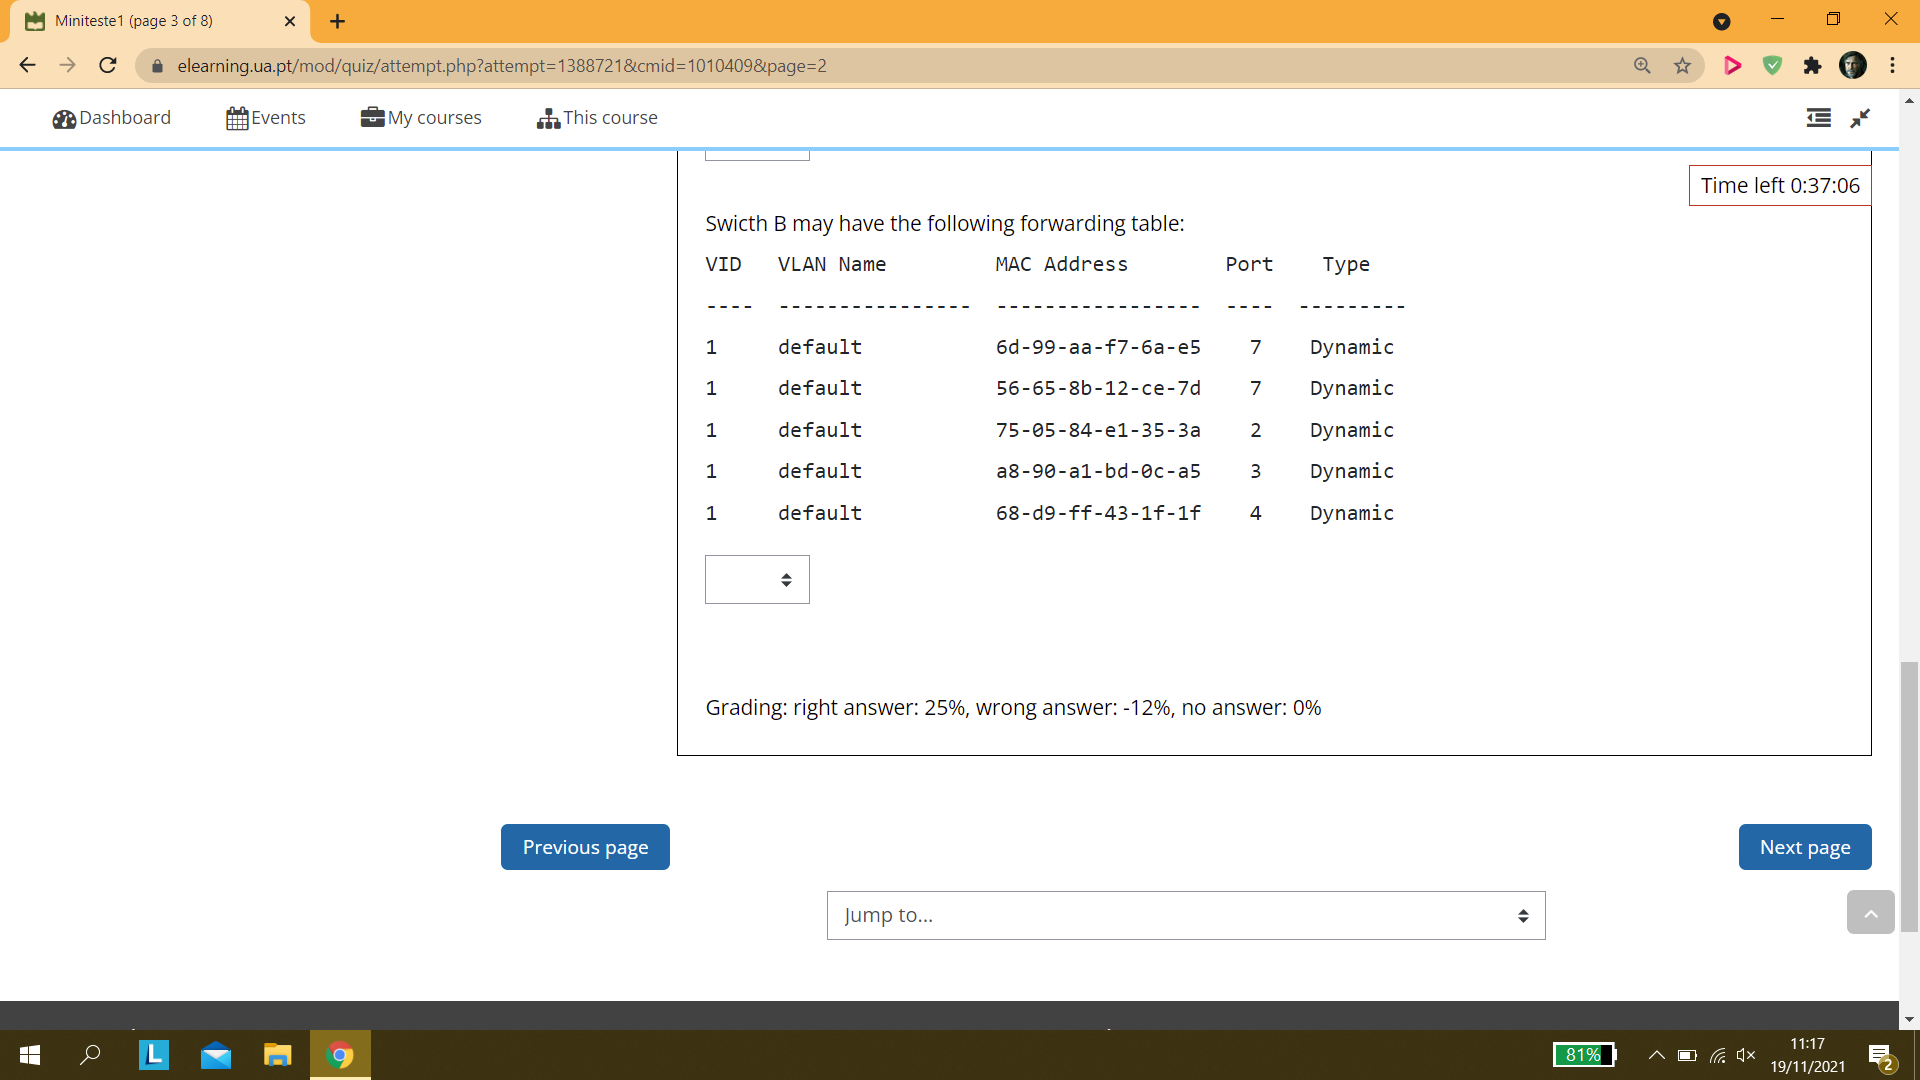 Miniteste1 (page 3 of 8)
elearning.ua.pt/mod/quiz/attempt.php?attempt=1388721&cmid=1010409&page=2
Dashboard Events My courses This course
Time left 0:37:06
Swicth B may have the following forwarding table:
VID VLAN Name MAC Address Port Type
---- ---------------- ----------------- ---- ---------
1 default 6d-99-aa-f7-6a-e5 7 Dynamic
1 default 56-65-8b-12-ce-7d 7 Dynamic
1 default 75-05-84-e1-35-3a 2 Dynamic
1 default a8-90-a1-bd-0c-a5 3 Dynamic
1 default 68-d9-ff-43-1f-1f 4 Dynamic
Grading: right answer: 25%, wrong answer: -12%, no answer: 0%
Previous page Next page
Jump to...
L 81% 11:17
19/11/2021 2